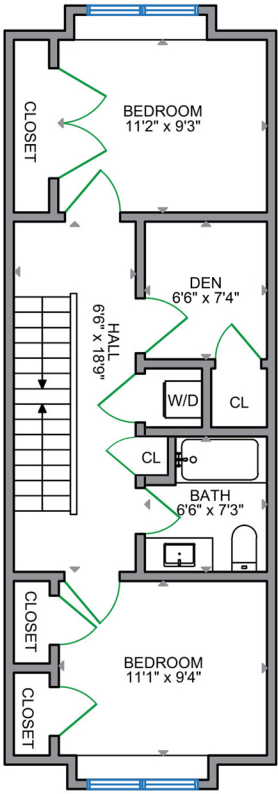 CLOSET
BEDROOM
11'2" x 9'3"
DEN
6'6" x 7'4"
HALL
6'6" x 18'9"
W/D
CL
CL
BATH
6'6" x 7'3"
CLOSET
CLOSET
BEDROOM
11'1" x 9'4"